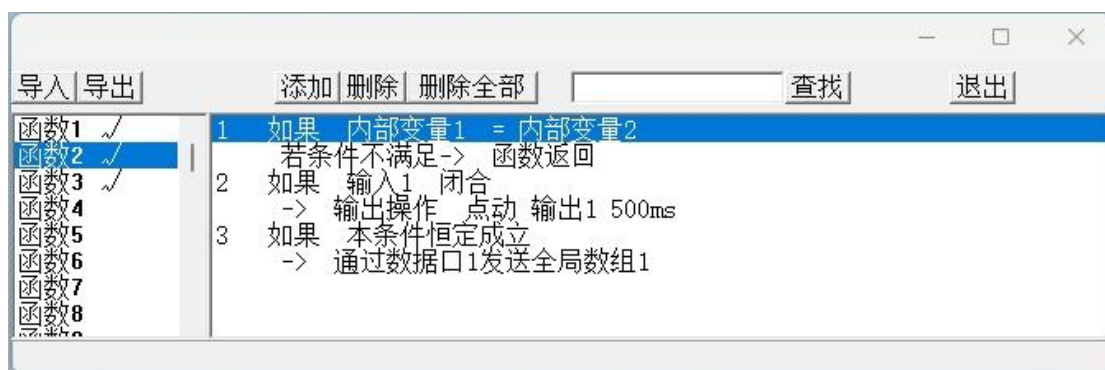 导入 导出 添加 删除 删除全部 查找 退出
函数1 √
函数2 √
函数3 √
函数4
函数5
函数6
函数7
函数8
1 如果 内部变量1 = 内部变量2
若条件不满足-> 函数返回
2 如果 输入1 闭合
-> 输出操作 点动 输出1 500ms
3 如果 本条件恒定成立
-> 通过数据口1发送全局数组1